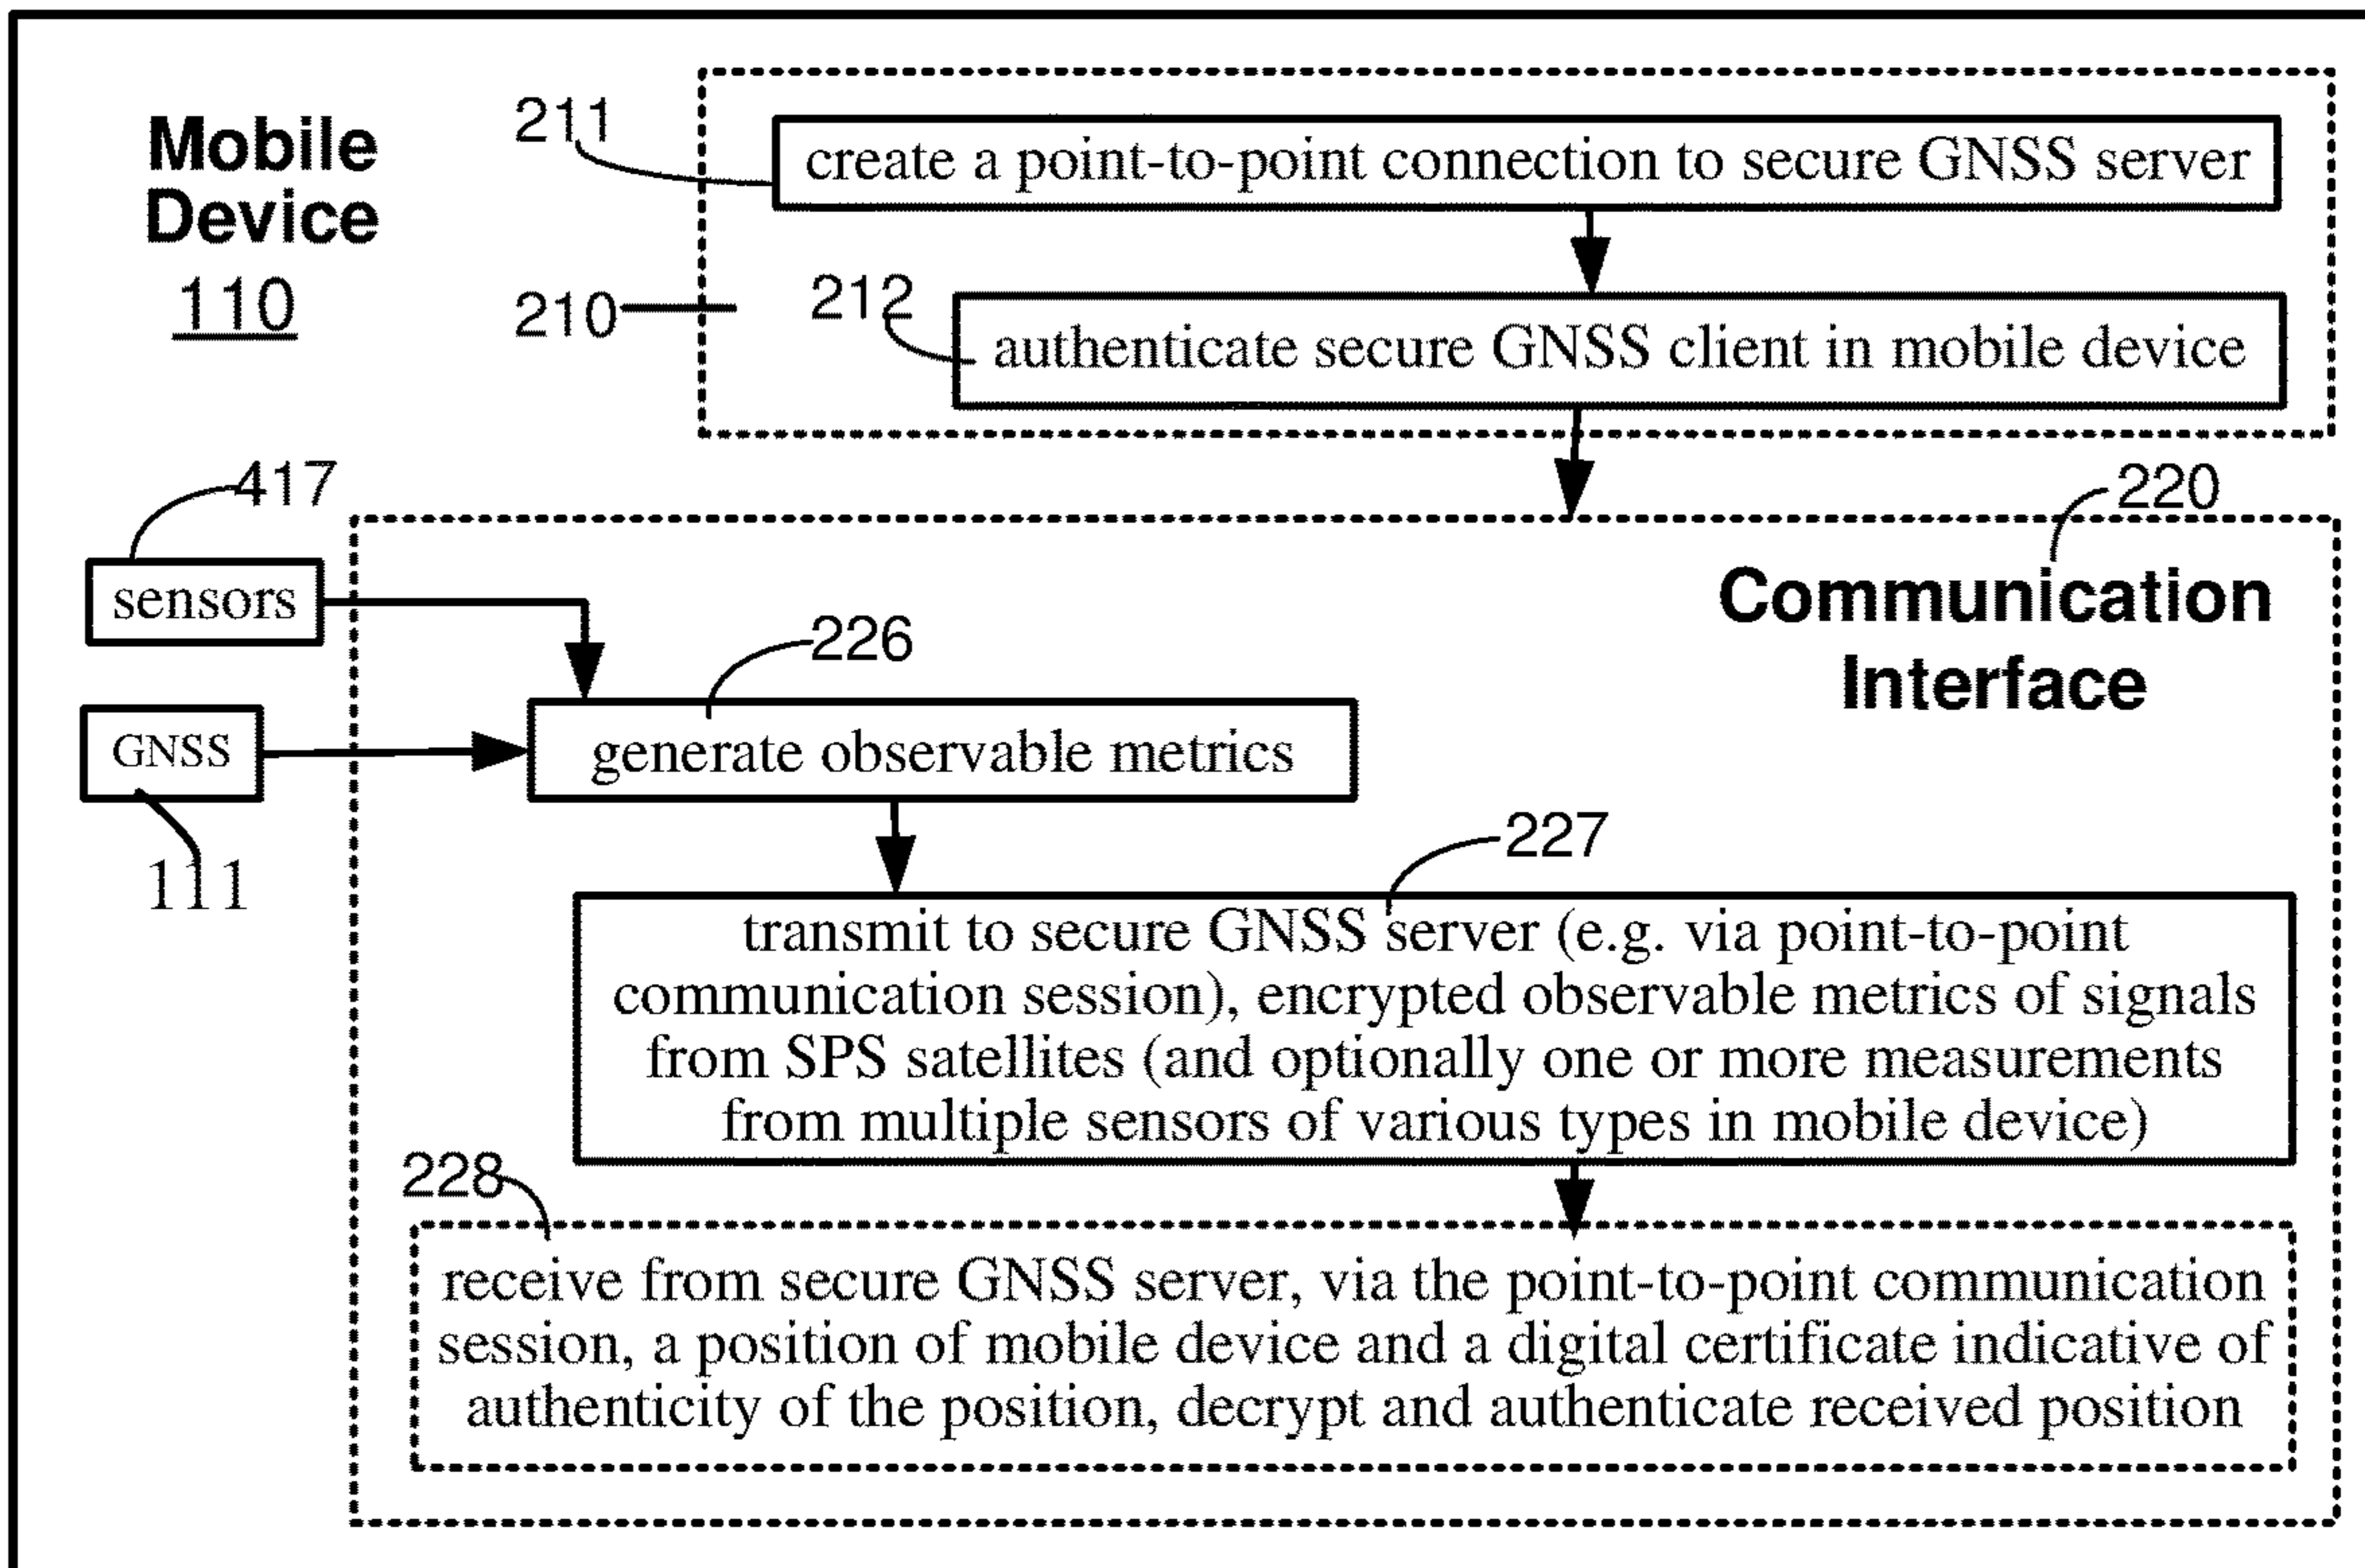 Mobile
Device
110
211
create a point-to-point connection to secure GNSS server
210
212
authenticate secure GNSS client in mobile device
417
sensors
220
Communication
Interface
226
generate observable metrics
GNSS
111
227
transmit to secure GNSS server (e.g. via point-to-point
communication session), encrypted observable metrics of signals
from SPS satellites (and optionally one or more measurements
from multiple sensors of various types in mobile device)
228
receive from secure GNSS server, via the point-to-point communication
session, a position of mobile device and a digital certificate indicative of
authenticity of the position, decrypt and authenticate received position